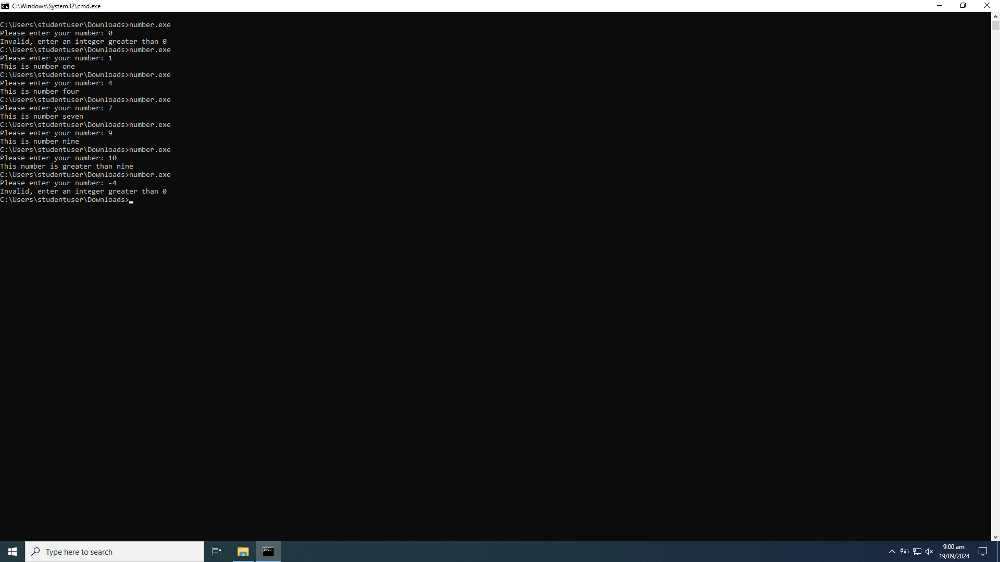 C:\Windows\System32\cmd.exe
C:\Users\studentuser\Downloads>number.exe
Please enter your number: 0
Invalid, enter an integer greater than 0
C:\Users\studentuser\Downloads>number.exe
Please enter your number: 1
This is number one
C:\Users\studentuser\Downloads>number.exe
Please enter your number: 4
This is number four
C:\Users\studentuser\Downloads>number.exe
Please enter your number: 7
This is number seven
C:\Users\studentuser\Downloads>number.exe
Please enter your number: 9
This is number nine
C:\Users\studentuser\Downloads>number.exe
Please enter your number: 10
This number is greater than nine
C:\Users\studentuser\Downloads>number.exe
Please enter your number: -4
Invalid, enter an integer greater than 0
C:\Users\studentuser\Downloads>
Type here to search
9:00 am
19/09/2024